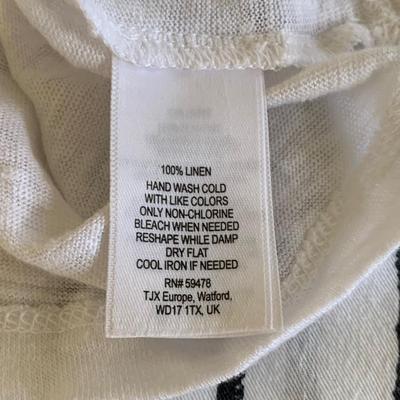 100% LINEN
HAND WASH COLD
WITH LIKE COLORS
ONLY NON-CHLORINE
BLEACH WHEN NEEDED
RESHAPE WHILE DAMP
DRY FLAT
COOL IRON IF NEEDED
RN# 59478
TJX Europe, Watford,
WD17 1TX, UK